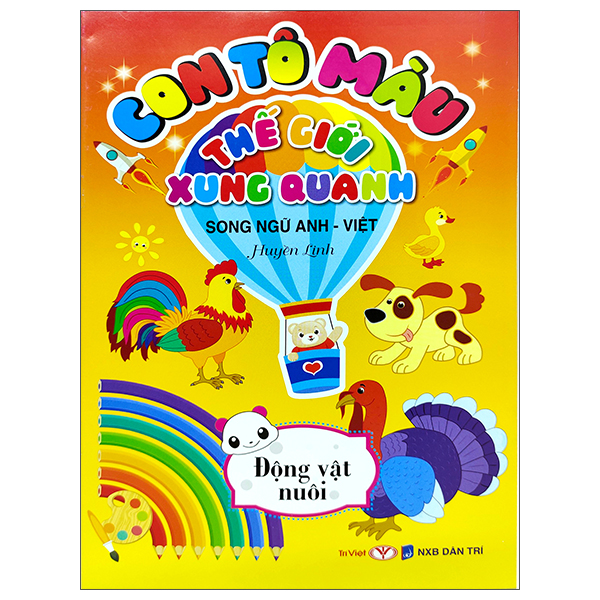 CON TÔ MÀU
THẾ GIỚI
XUNG QUANH
SONG NGỮ ANH - VIỆT
Huyền Linh
Động vật
nuôi
Tri Việt
NXB DÂN TRÍ